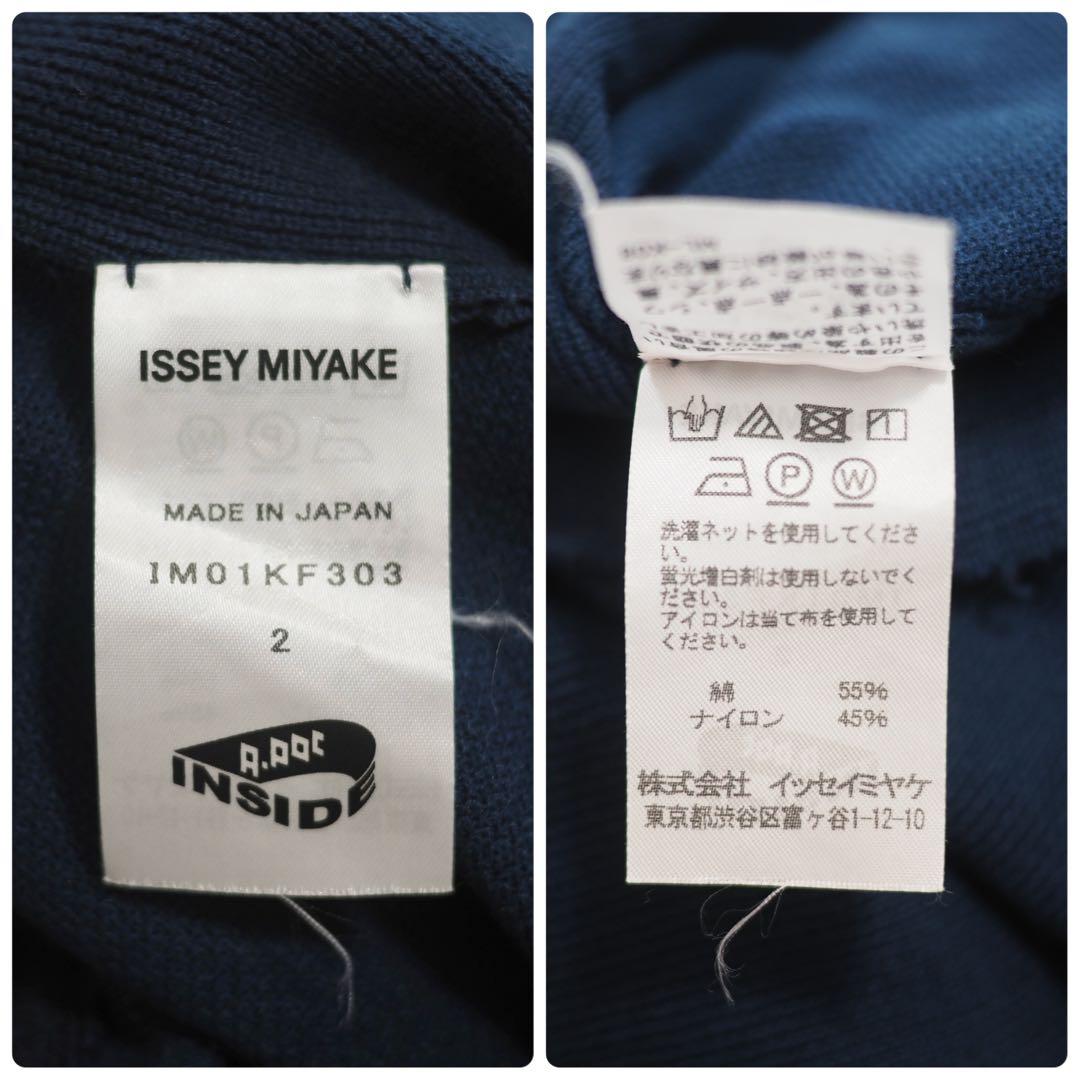 ISSEY MIYAKE
MADE IN JAPAN
IM01KF303
2
A.POC
INSIDE
P
W
洗濯ネットを使用してくださ
い。
蛍光増白剤は使用しないでく
ださい。
アイロンは当て布を使用して
ください。
綿 55%
ナイロン 45%
株式会社 イッセイミヤケ
東京都渋谷区富ヶ谷1-12-10